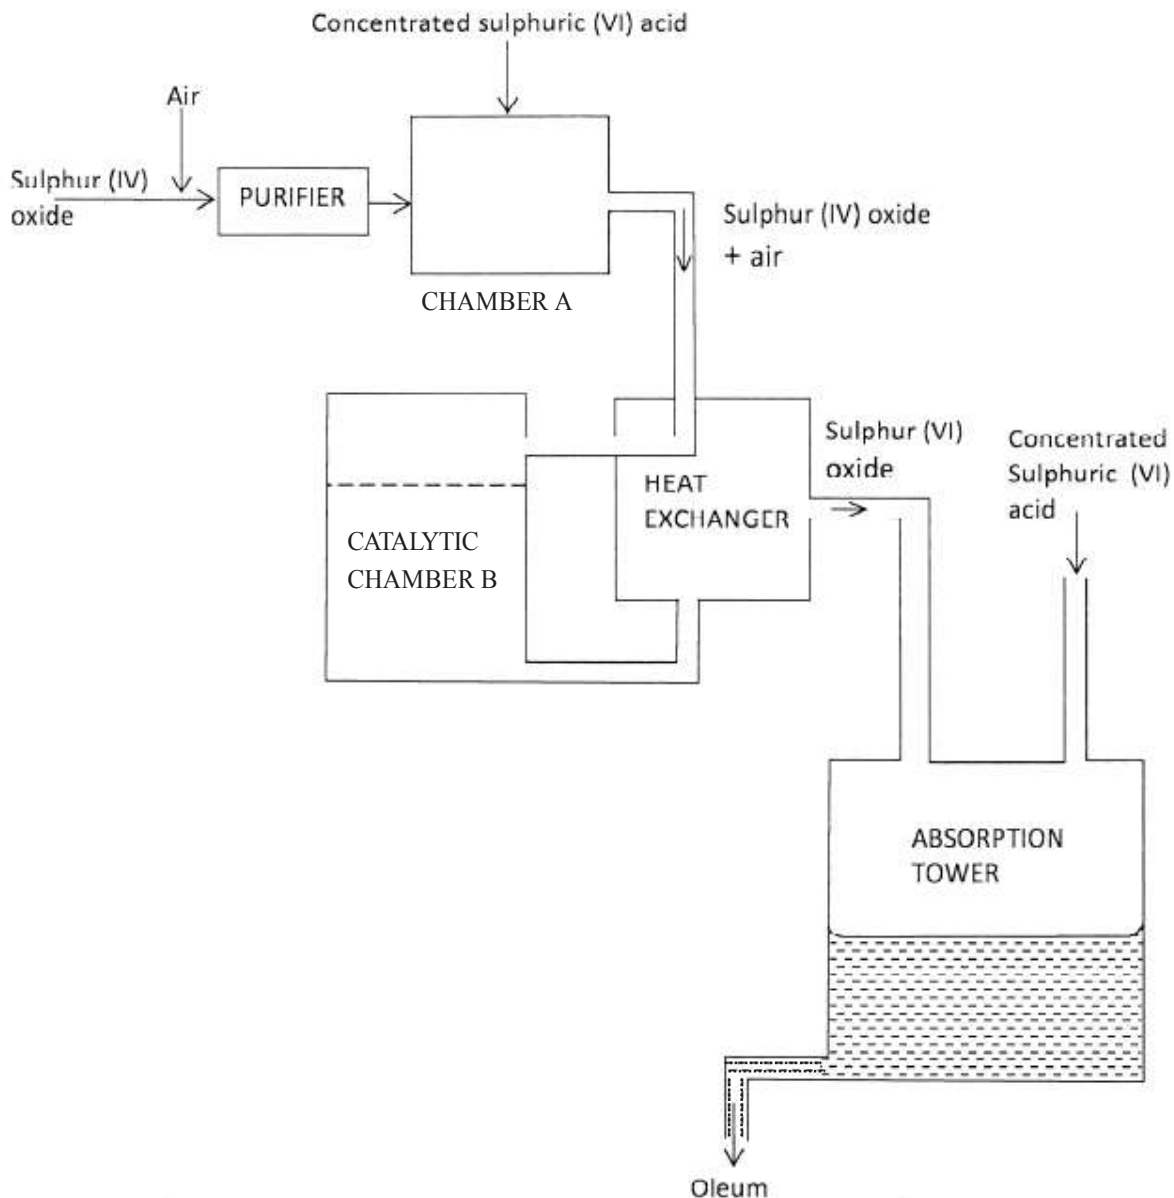 Concentrated sulphuric (VI) acid
Air
Sulphur (IV)
oxide
PURIFIER
Sulphur (IV) oxide
+ air
CHAMBER A
Sulphur (VI)
oxide
Concentrated
Sulphuric (VI)
acid
HEAT
EXCHANGER
CATALYTIC
CHAMBER B
ABSORPTION
TOWER
Oleum